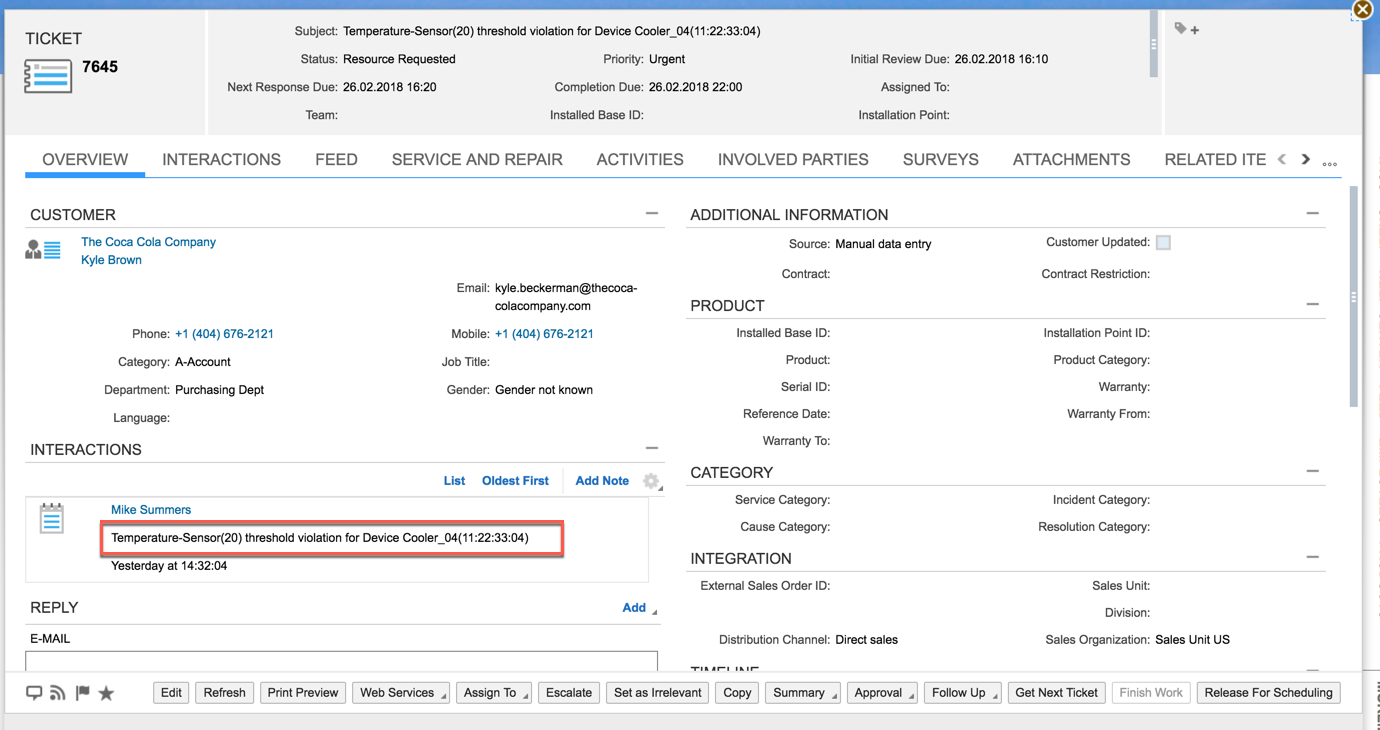 TICKET
7645
Subject: Temperature-Sensor(20) threshold violation for Device Cooler_04(11:22:33:04)
Status: Resource Requested Priority: Urgent Initial Review Due: 26.02.2018 16:10
Next Response Due: 26.02.2018 16:20 Completion Due: 26.02.2018 22:00 Assigned To:
Team: Installed Base ID: Installation Point:
OVERVIEW INTERACTIONS FEED SERVICE AND REPAIR ACTIVITIES INVOLVED PARTIES SURVEYS ATTACHMENTS RELATED ITE
CUSTOMER
The Coca Cola Company
Kyle Brown
Email: kyle.beckerman@thecoca-
colacompany.com
Phone: +1 (404) 676-2121 Mobile: +1 (404) 676-2121
Category: A-Account Job Title:
Department: Purchasing Dept Gender: Gender not known
Language:
INTERACTIONS
List Oldest First Add Note
Mike Summers
Temperature-Sensor(20) threshold violation for Device Cooler_04(11:22:33:04)
Yesterday at 14:32:04
REPLY Add
E-MAIL
ADDITIONAL INFORMATION
Source: Manual data entry Customer Updated:
Contract: Contract Restriction:
PRODUCT
Installed Base ID: Installation Point ID:
Product: Product Category:
Serial ID: Warranty:
Reference Date: Warranty From:
Warranty To:
CATEGORY
Service Category: Incident Category:
Cause Category: Resolution Category:
INTEGRATION
External Sales Order ID: Sales Unit:
Division:
Distribution Channel: Direct sales Sales Organization: Sales Unit US
TIMELINE
Edit Refresh Print Preview Web Services Assign To Escalate Set as Irrelevant Copy Summary Approval Follow Up Get Next Ticket Finish Work Release For Scheduling